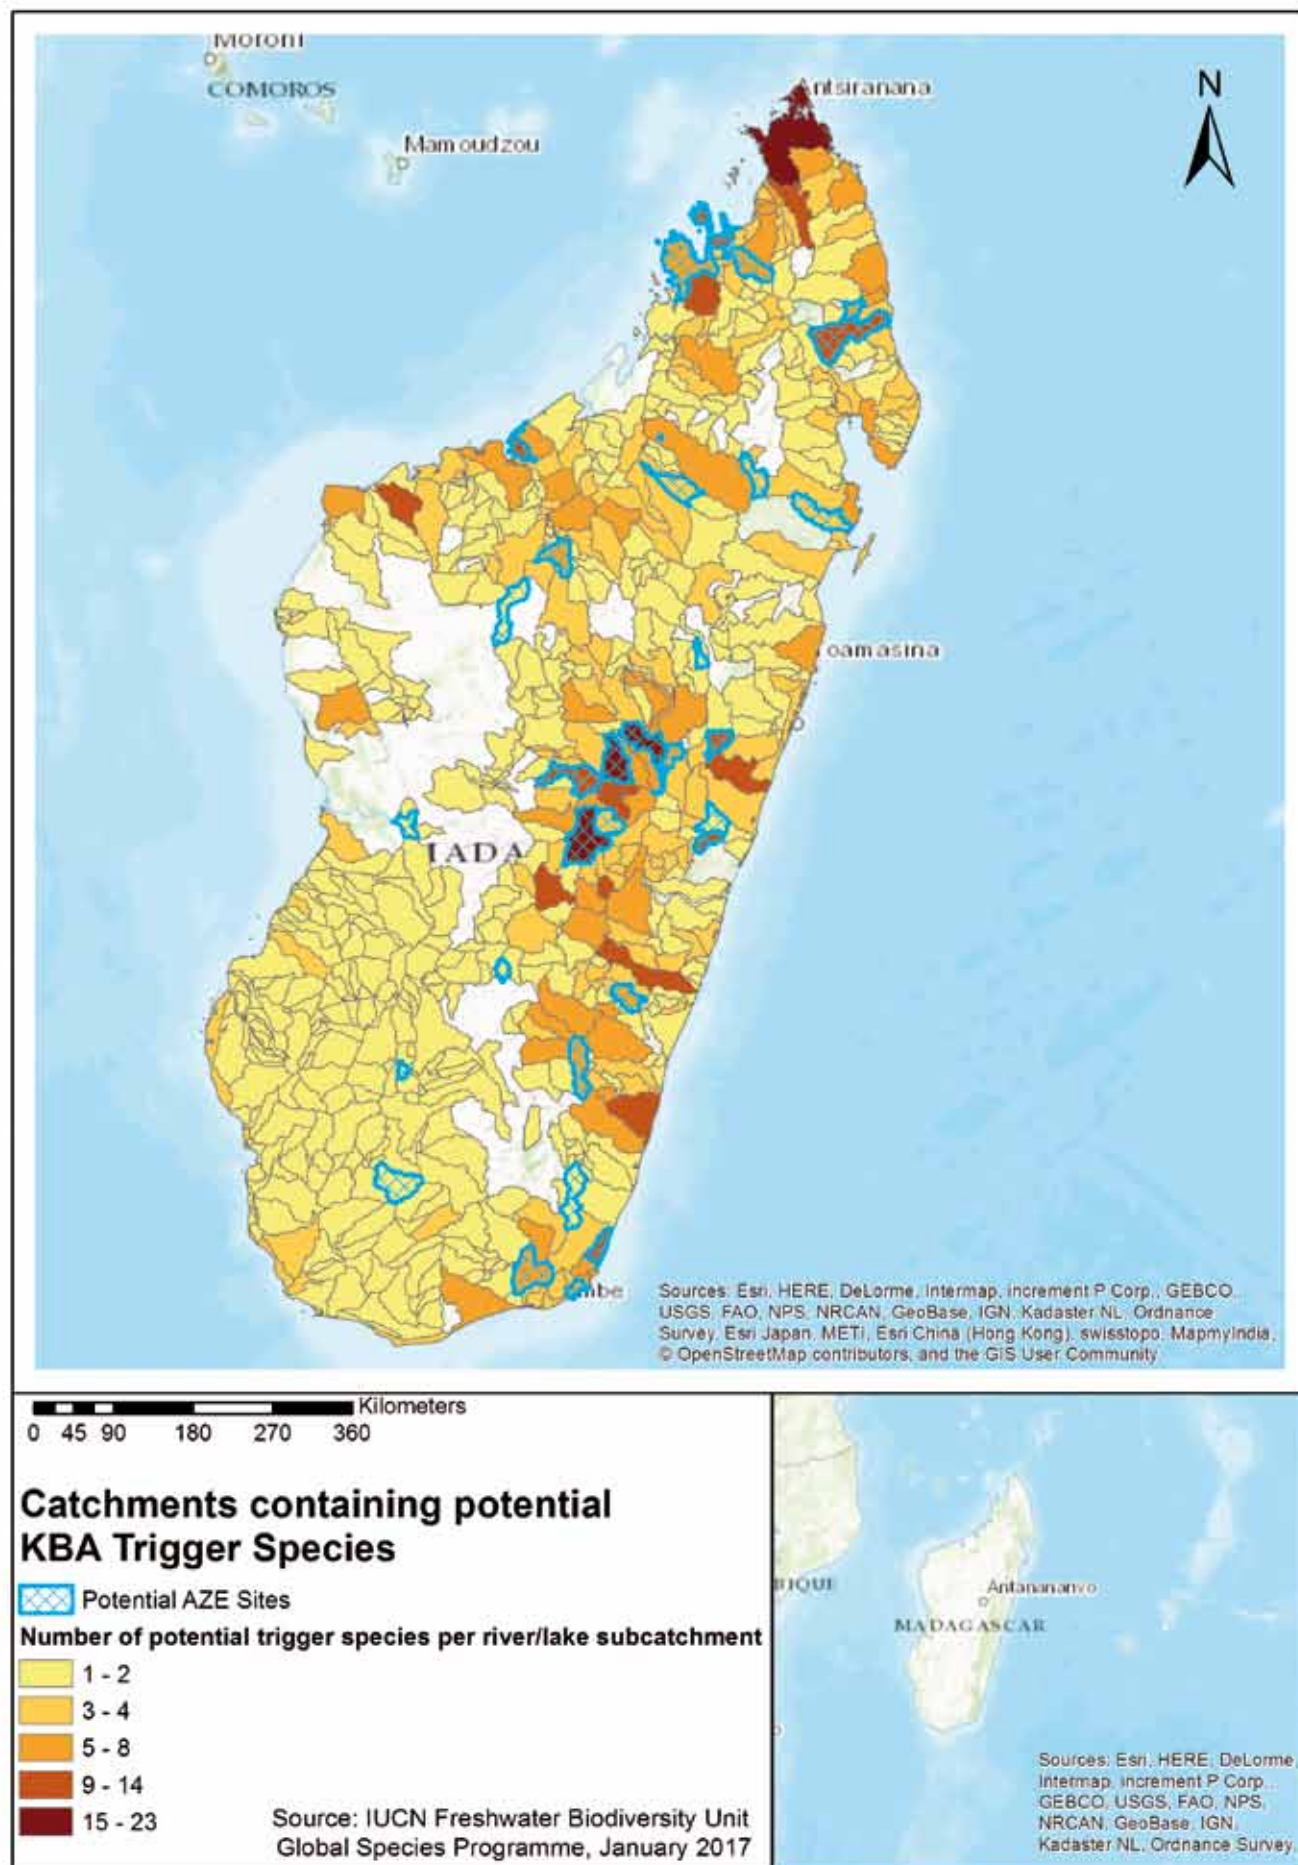 Moroni
COMOROS
Mamoudzou
Antsiranana
N
oamasina
IADA
mbe
Sources: Esri, HERE, DeLorme, Intermap, increment P Corp., GEBCO,
USGS, FAO, NPS, NRCAN, GeoBase, IGN, Kadaster NL, Ordnance
Survey, Esri Japan, METI, Esri China (Hong Kong), swisstopo, MapmyIndia,
© OpenStreetMap contributors, and the GIS User Community
Kilometers
0 45 90 180 270 360
Catchments containing potential
KBA Trigger Species
Potential AZE Sites
Number of potential trigger species per river/lake subcatchment
1 - 2
3 - 4
5 - 8
9 - 14
15 - 23
Source: IUCN Freshwater Biodiversity Unit
Global Species Programme, January 2017
BIQUE
Antananarivo
MADAGASCAR
Sources: Esri, HERE, DeLorme,
Intermap, increment P Corp.,
GEBCO, USGS, FAO, NPS,
NRCAN, GeoBase, IGN,
Kadaster NL, Ordnance Survey,